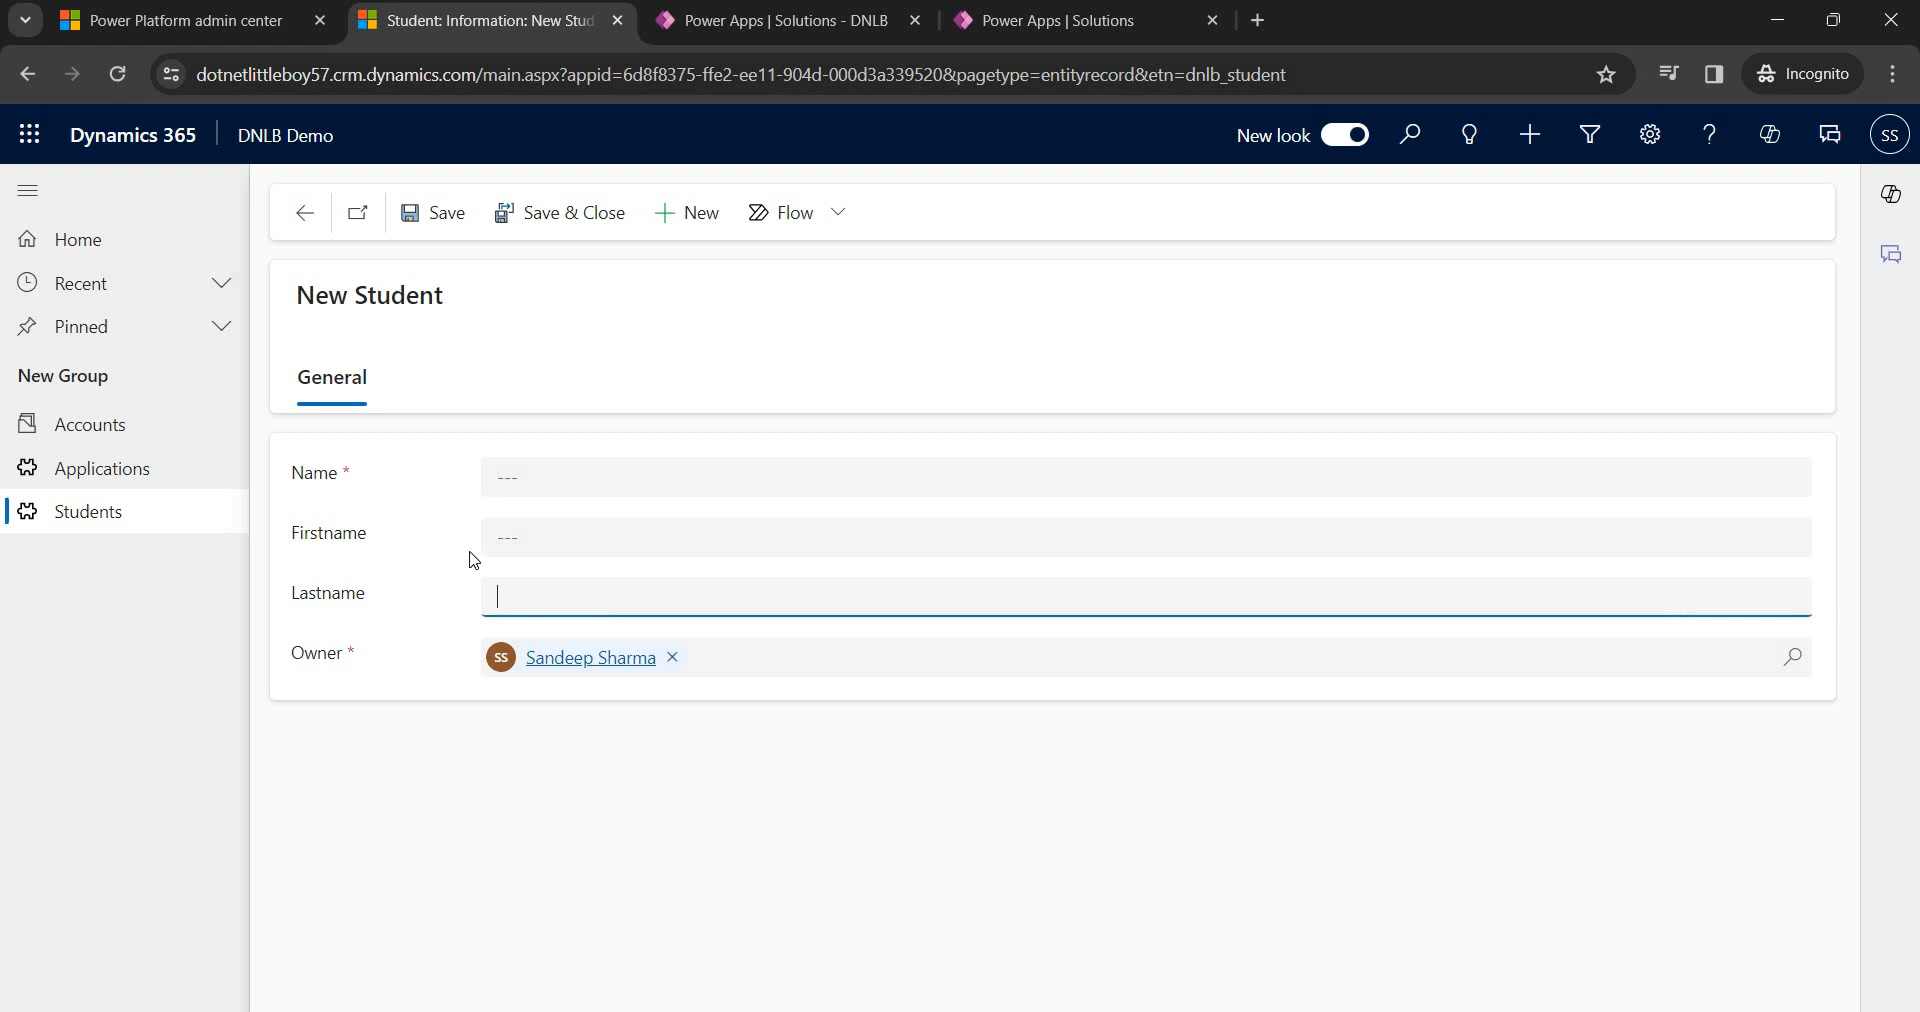 Power Platform admin center
Student: Information: New Stud
Power Apps | Solutions - DNLB
Power Apps | Solutions
dotnetlittleboy57.crm.dynamics.com/main.aspx?appid=6d8f8375-ffe2-ee11-904d-000d3a339520&pagetype=entityrecord&etn=dnlb_student
Incognito
Dynamics 365
DNLB Demo
New look
SS
Home
Recent
Pinned
New Group
Accounts
Applications
Students
Save
Save & Close
New
Flow
New Student
General
Name *
---
Firstname
---
Lastname
Owner *
SS Sandeep Sharma